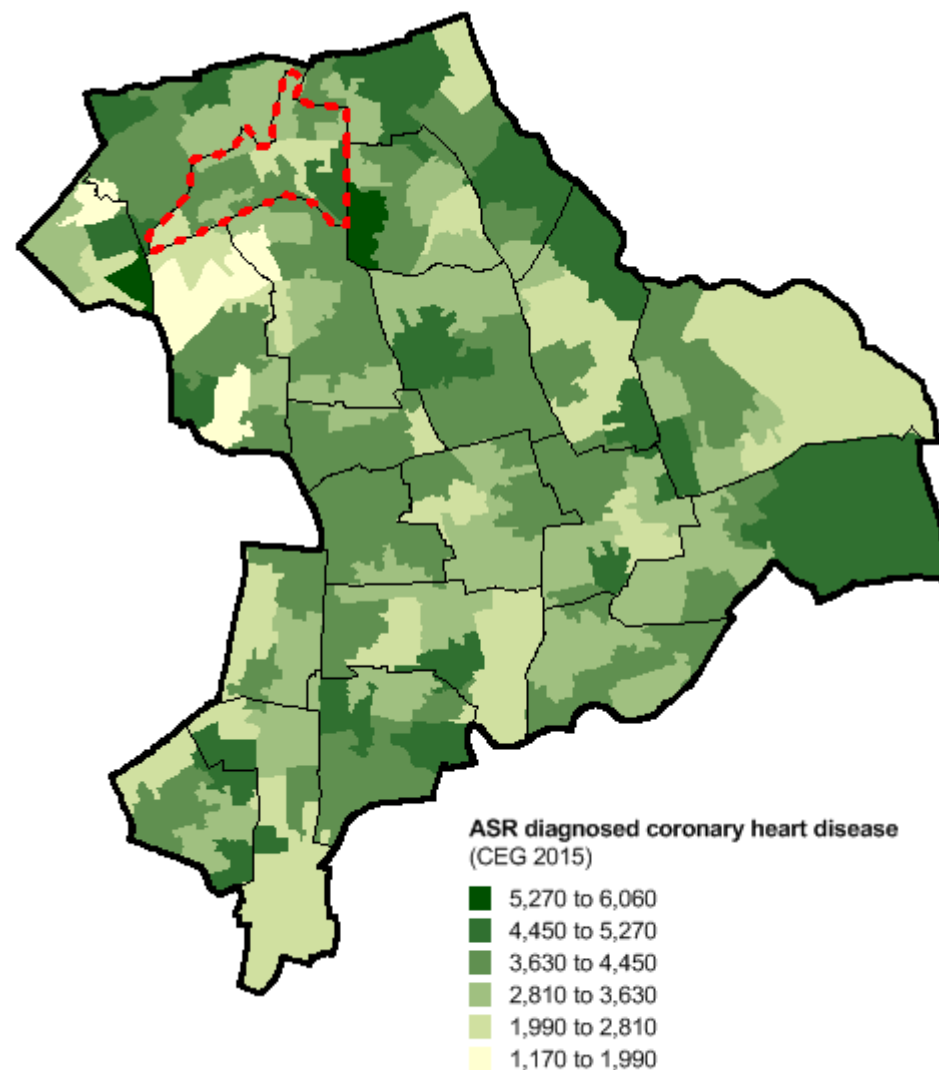 ASR diagnosed coronary heart disease
(CEG 2015)
5,270 to 6,060
4,450 to 5,270
3,630 to 4,450
2,810 to 3,630
1,990 to 2,810
1,170 to 1,990